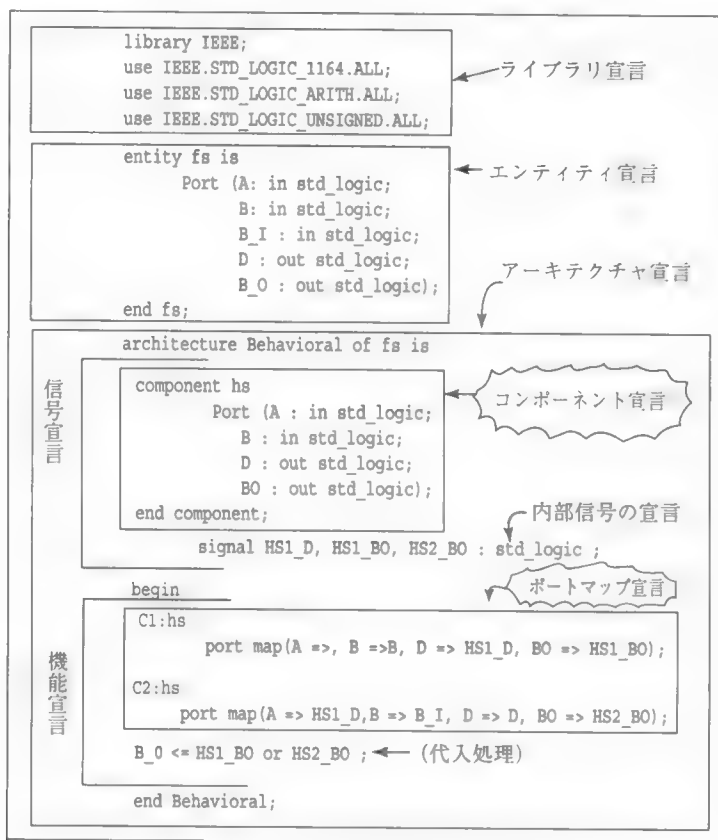 library IEEE;
use IEEE.STD_LOGIC_1164.ALL;
use IEEE.STD_LOGIC_ARITH.ALL;
use IEEE.STD_LOGIC_UNSIGNED.ALL;
ライブラリ宣言
entity fs is
Port (A: in std_logic;
B: in std_logic;
B_I : in std_logic;
D : out std_logic;
B_O : out std_logic);
end fs;
エンティティ宣言
アーキテクチャ宣言
architecture Behavioral of fs is
信号宣言
component hs
Port (A : in std_logic;
B : in std_logic;
D : out std_logic;
BO : out std_logic);
end component;
コンポーネント宣言
内部信号の宣言
signal HS1_D, HS1_BO, HS2_BO : std_logic ;
begin
ポートマップ宣言
機能宣言
C1:hs
port map(A =>, B =>B, D => HS1_D, BO => HS1_BO);
C2:hs
port map(A => HS1_D,B => B_I, D => D, BO => HS2_BO);
B_0 <= HS1_BO or HS2_BO ; (代入処理)
end Behavioral;